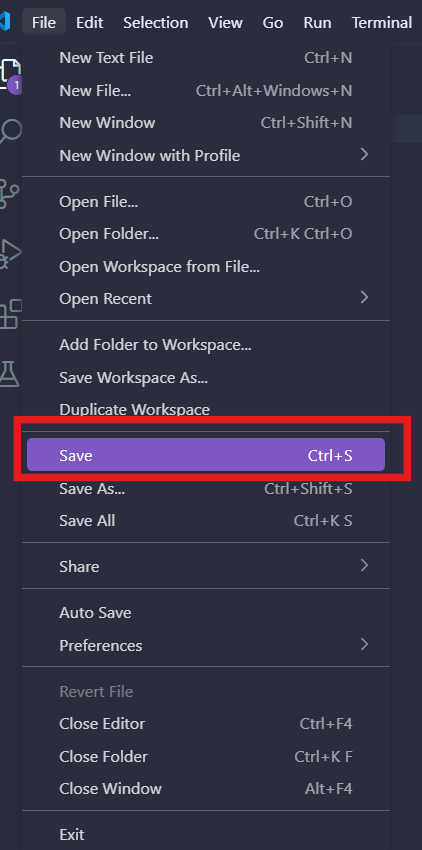 File Edit Selection View Go Run Terminal
New Text File Ctrl+N
New File... Ctrl+Alt+Windows+N
New Window Ctrl+Shift+N
New Window with Profile
Open File... Ctrl+O
Open Folder... Ctrl+K Ctrl+O
Open Workspace from File...
Open Recent
Add Folder to Workspace...
Save Workspace As...
Duplicate Workspace
Save Ctrl+S
Save As... Ctrl+Shift+S
Save All Ctrl+K S
Share
Auto Save
Preferences
Revert File
Close Editor Ctrl+F4
Close Folder Ctrl+K F
Close Window Alt+F4
Exit
1